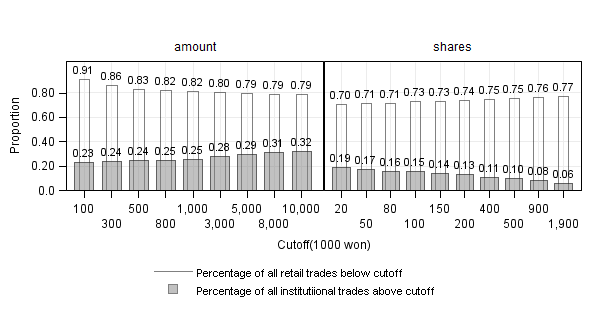 amount shares
0.91 0.86 0.83 0.82 0.82 0.80 0.79 0.79 0.79 0.70 0.71 0.71 0.73 0.73 0.74 0.75 0.75 0.76 0.77
0.80
0.60
0.40
0.20
0.0
Proportion
0.23 0.24 0.24 0.25 0.25 0.28 0.29 0.31 0.32 0.19 0.17 0.16 0.15 0.14 0.13 0.11 0.10 0.08 0.06
100 500 1,000 5,000 10,000 20 80 150 400 900
300 800 3,000 8,000 50 100 200 500 1,900
Cutoff(1000 won)
Percentage of all retail trades below cutoff
Percentage of all institutiional trades above cutoff